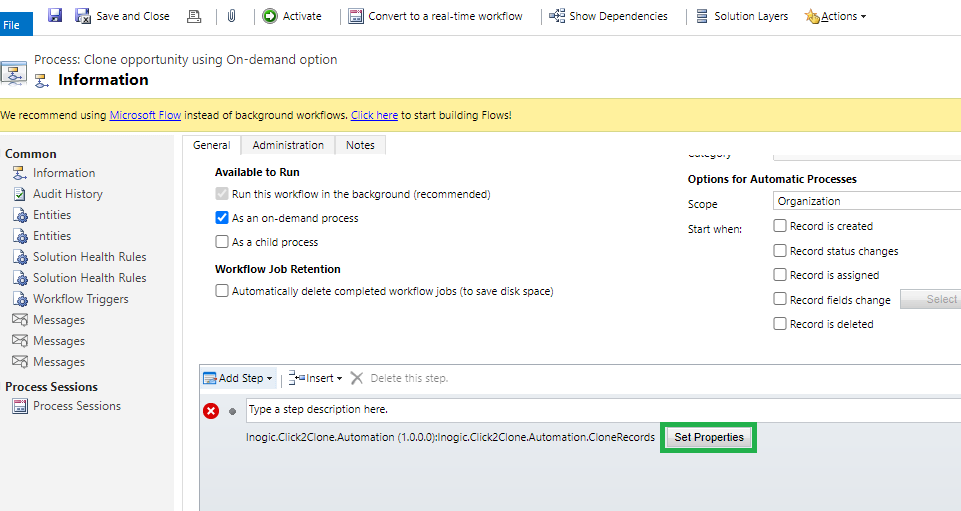 File
Save and Close
Activate
Convert to a real-time workflow
Show Dependencies
Solution Layers
Actions
Process: Clone opportunity using On-demand option
Information
We recommend using Microsoft Flow instead of background workflows. Click here to start building Flows!
Common
Information
Audit History
Entities
Entities
Solution Health Rules
Solution Health Rules
Workflow Triggers
Messages
Messages
Messages
Process Sessions
Process Sessions
General
Administration
Notes
Available to Run
Run this workflow in the background (recommended)
As an on-demand process
As a child process
Workflow Job Retention
Automatically delete completed workflow jobs (to save disk space)
Category
Options for Automatic Processes
Scope
Organization
Start when:
Record is created
Record status changes
Record is assigned
Record fields change
Select
Record is deleted
Add Step
Insert
Delete this step.
Type a step description here.
Inogic.Click2Clone.Automation (1.0.0.0):Inogic.Click2Clone.Automation.CloneRecords
Set Properties